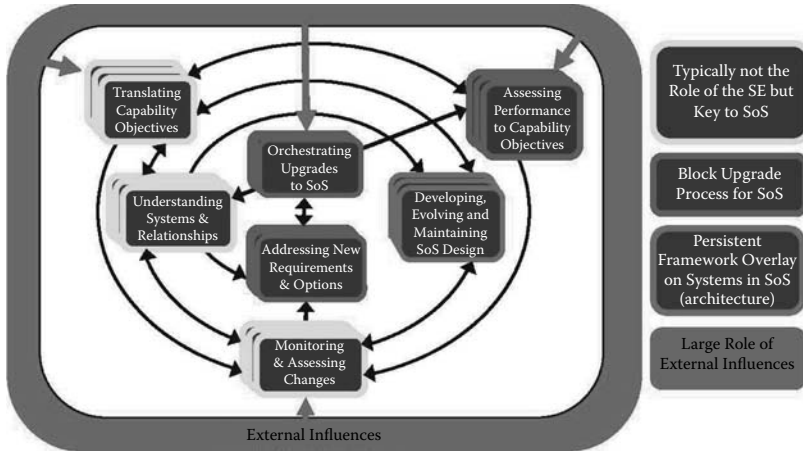 Translating
Capability
Objectives
Assessing
Performance
to Capability
Objectives
Orchestrating
Upgrades
to SoS
Understanding
Systems &
Relationships
Developing,
Evolving and
Maintaining
SoS Design
Addressing New
Requirements
& Options
Monitoring
& Assessing
Changes
External Influences
Typically not the
Role of the SE but
Key to SoS
Block Upgrade
Process for SoS
Persistent
Framework Overlay
on Systems in SoS
(architecture)
Large Role of
External Influences